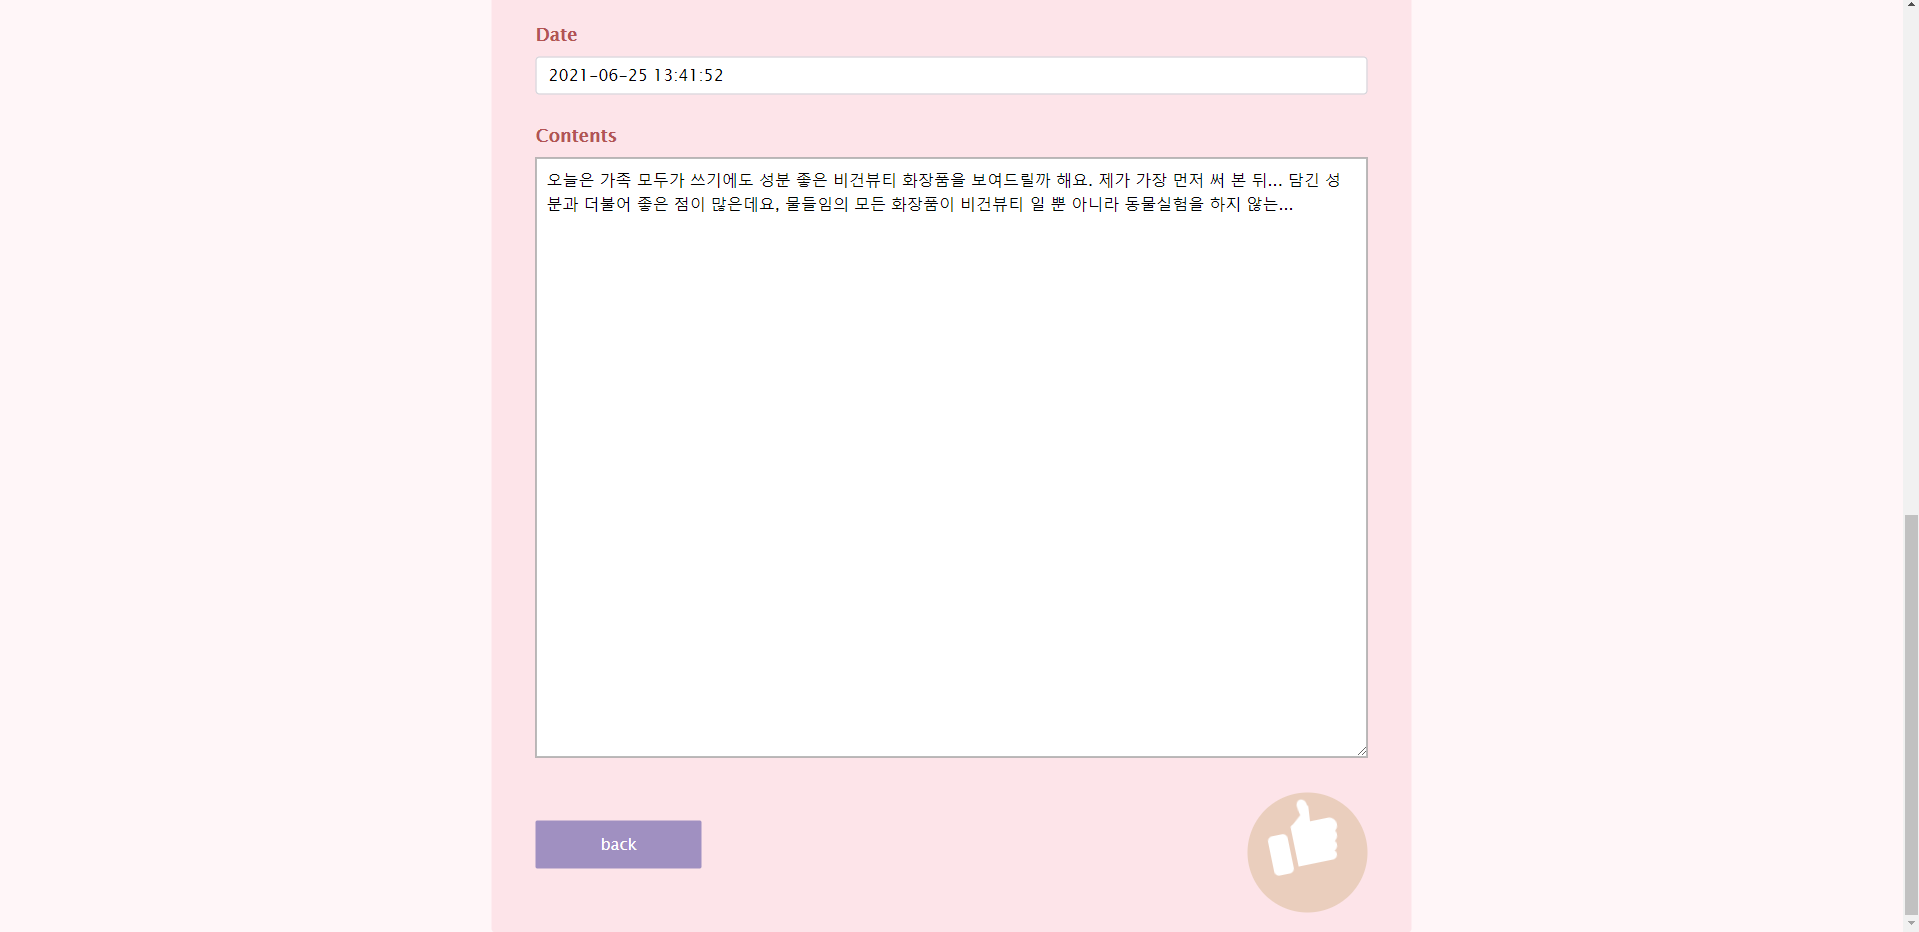 Date
2021-06-25 13:41:52
Contents
오늘은 가족 모두가 쓰기에도 성분 좋은 비건뷰티 화장품을 보여드릴까 해요. 제가 가장 먼저 써 본 뒤... 담긴 성
분과 더불어 좋은 점이 많은데요, 물들임의 모든 화장품이 비건뷰티 일 뿐 아니라 동물실험을 하지 않는...
back